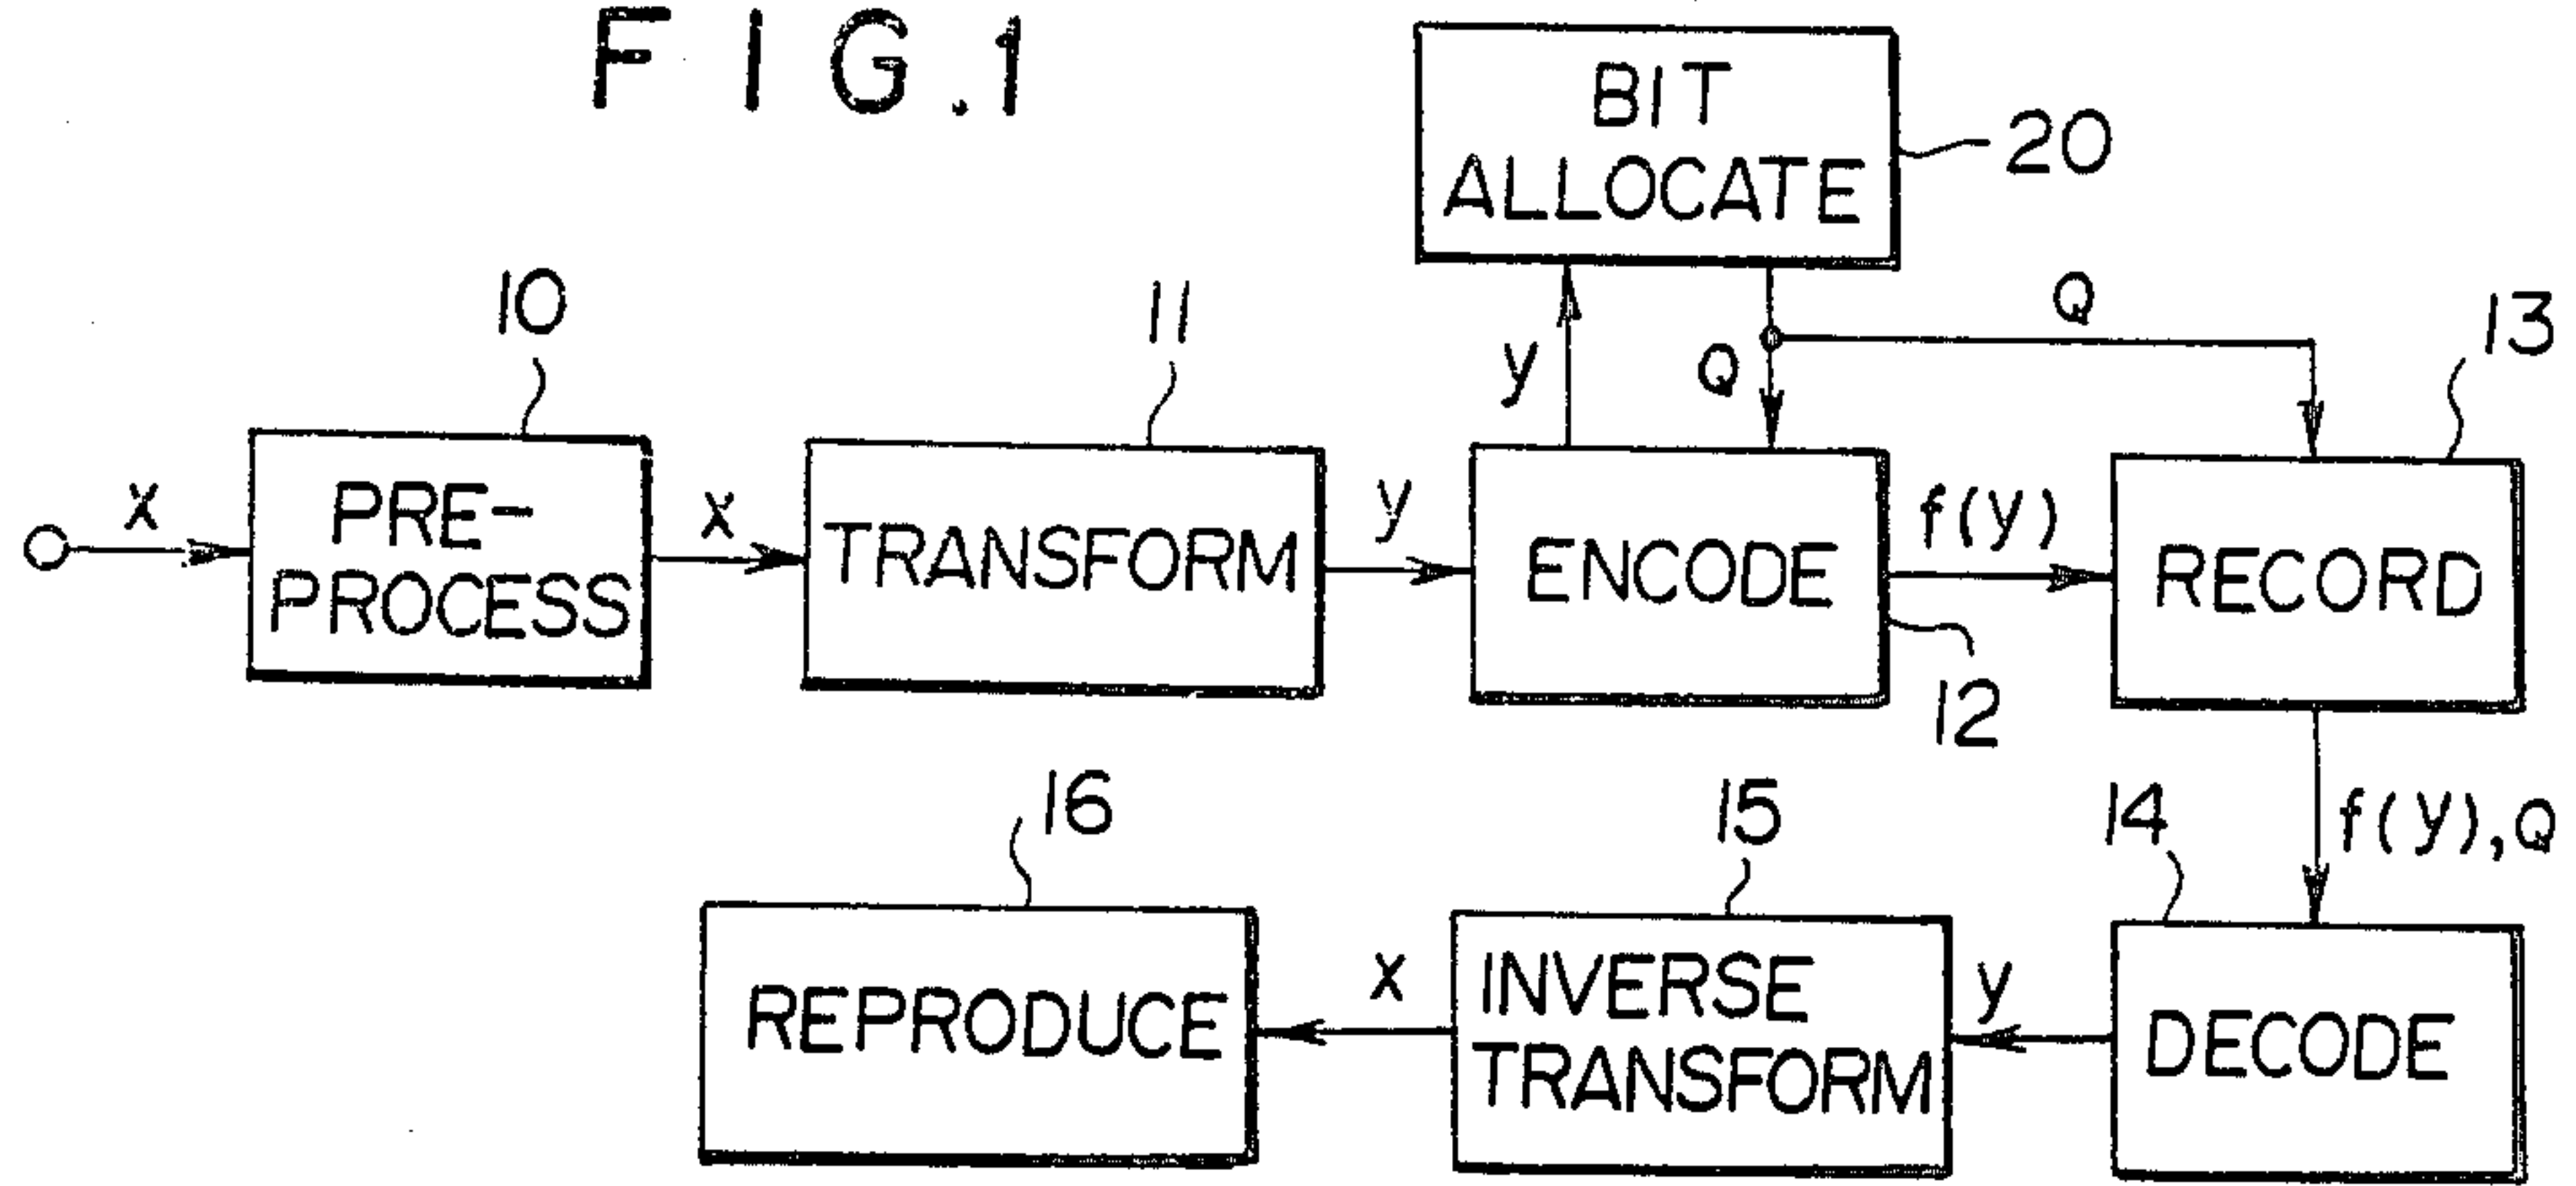 FIG.1
BIT
ALLOCATE
20
10
11
y
Q
Q
13
x
PRE-
PROCESS
x
TRANSFORM
y
ENCODE
f(y)
RECORD
12
16
15
14
f(y),Q
REPRODUCE
x
INVERSE
TRANSFORM
y
DECODE